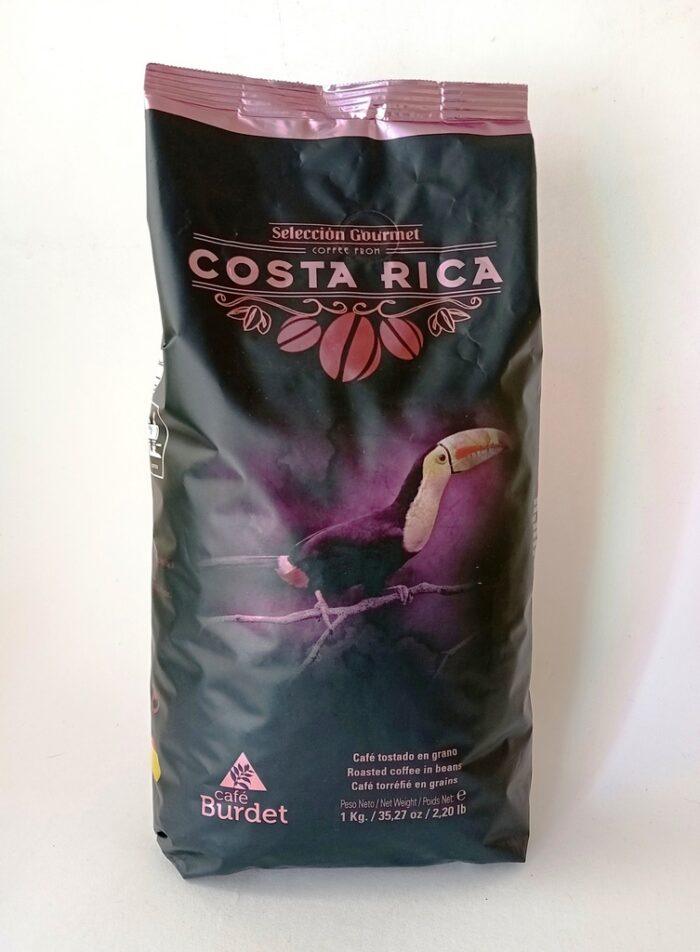 Selección Gourmet
COFFEE FROM
COSTA RICA
Café tostado en grano
Roasted coffee in beans
Café torréfié en grains
Peso Neto / Net Weight / Poids Net: ℮
1 Kg. / 35,27 oz / 2,20 lb
café
Burdet